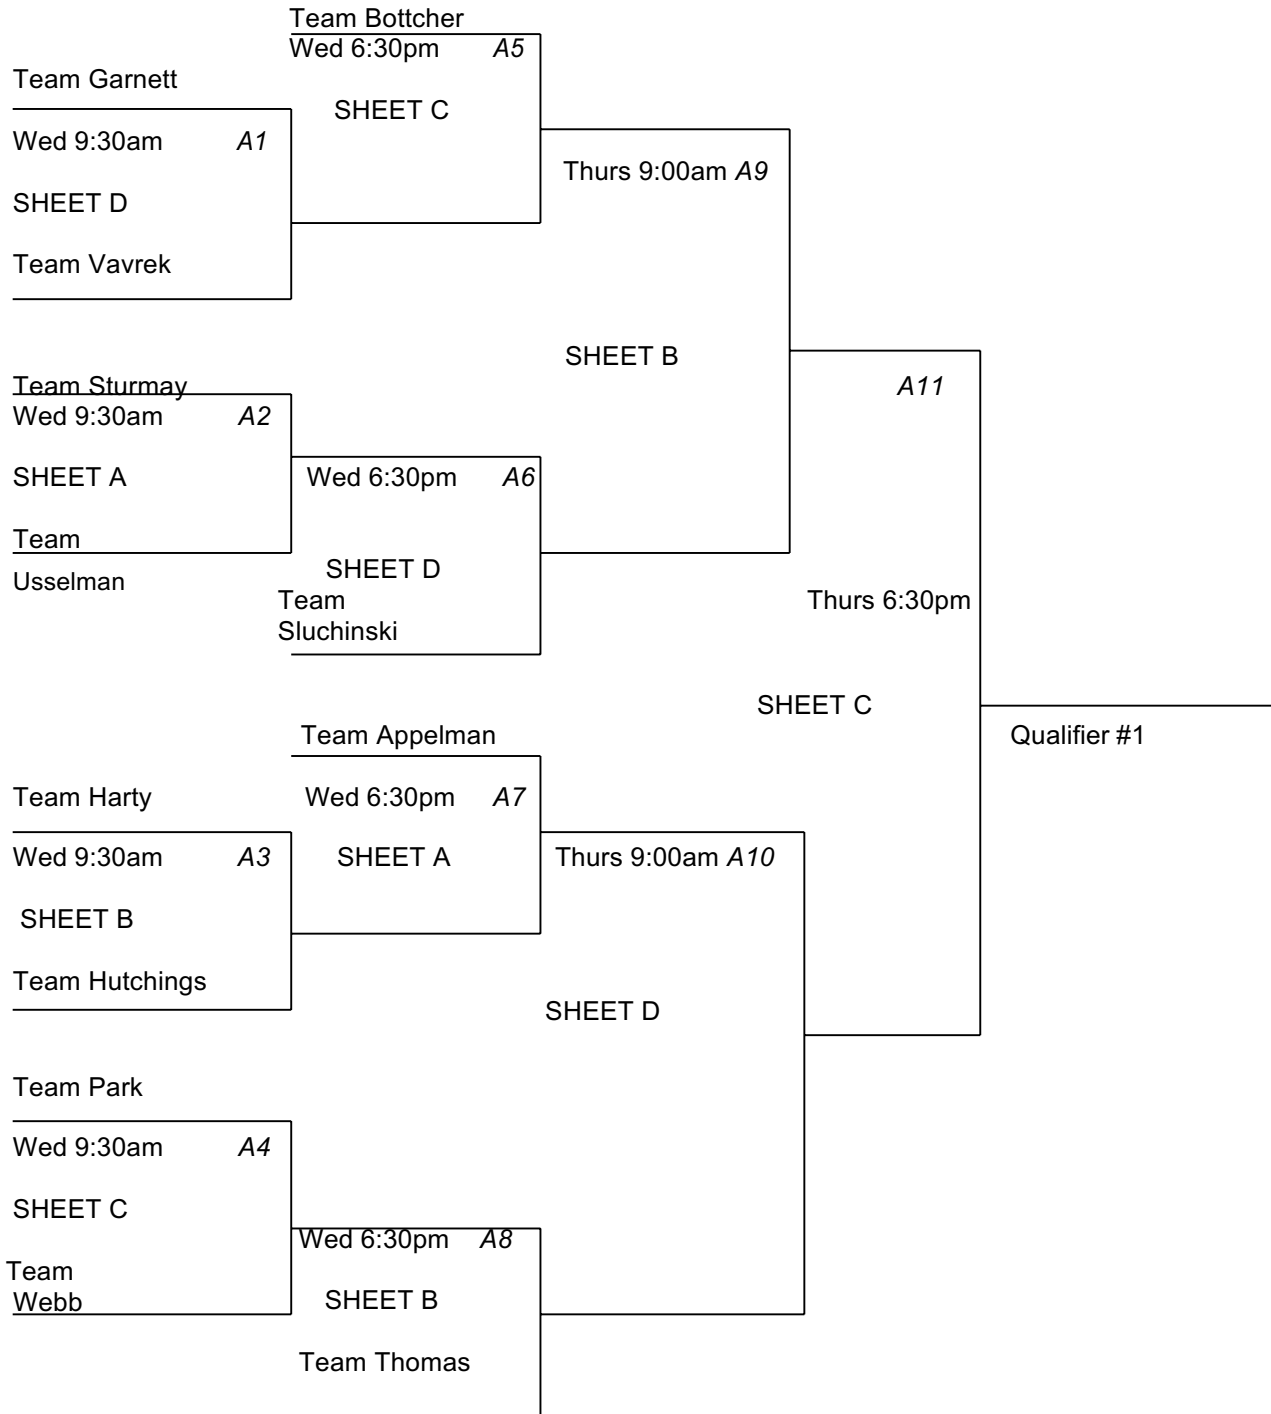 Team Bottcher
Wed 6:30pm A5
Team Garnett
SHEET C
Wed 9:30am A1
Thurs 9:00am A9
SHEET D
Team Vavrek
SHEET B
Team Sturmay
A11
Wed 9:30am A2
SHEET A
Wed 6:30pm A6
Team
Usselman
SHEET D
Team
Sluchinski
Thurs 6:30pm
SHEET C
Team Appelman
Qualifier #1
Team Harty
Wed 6:30pm A7
Wed 9:30am A3
SHEET A
Thurs 9:00am A10
SHEET B
Team Hutchings
SHEET D
Team Park
Wed 9:30am A4
SHEET C
Wed 6:30pm A8
Team
Webb
SHEET B
Team Thomas